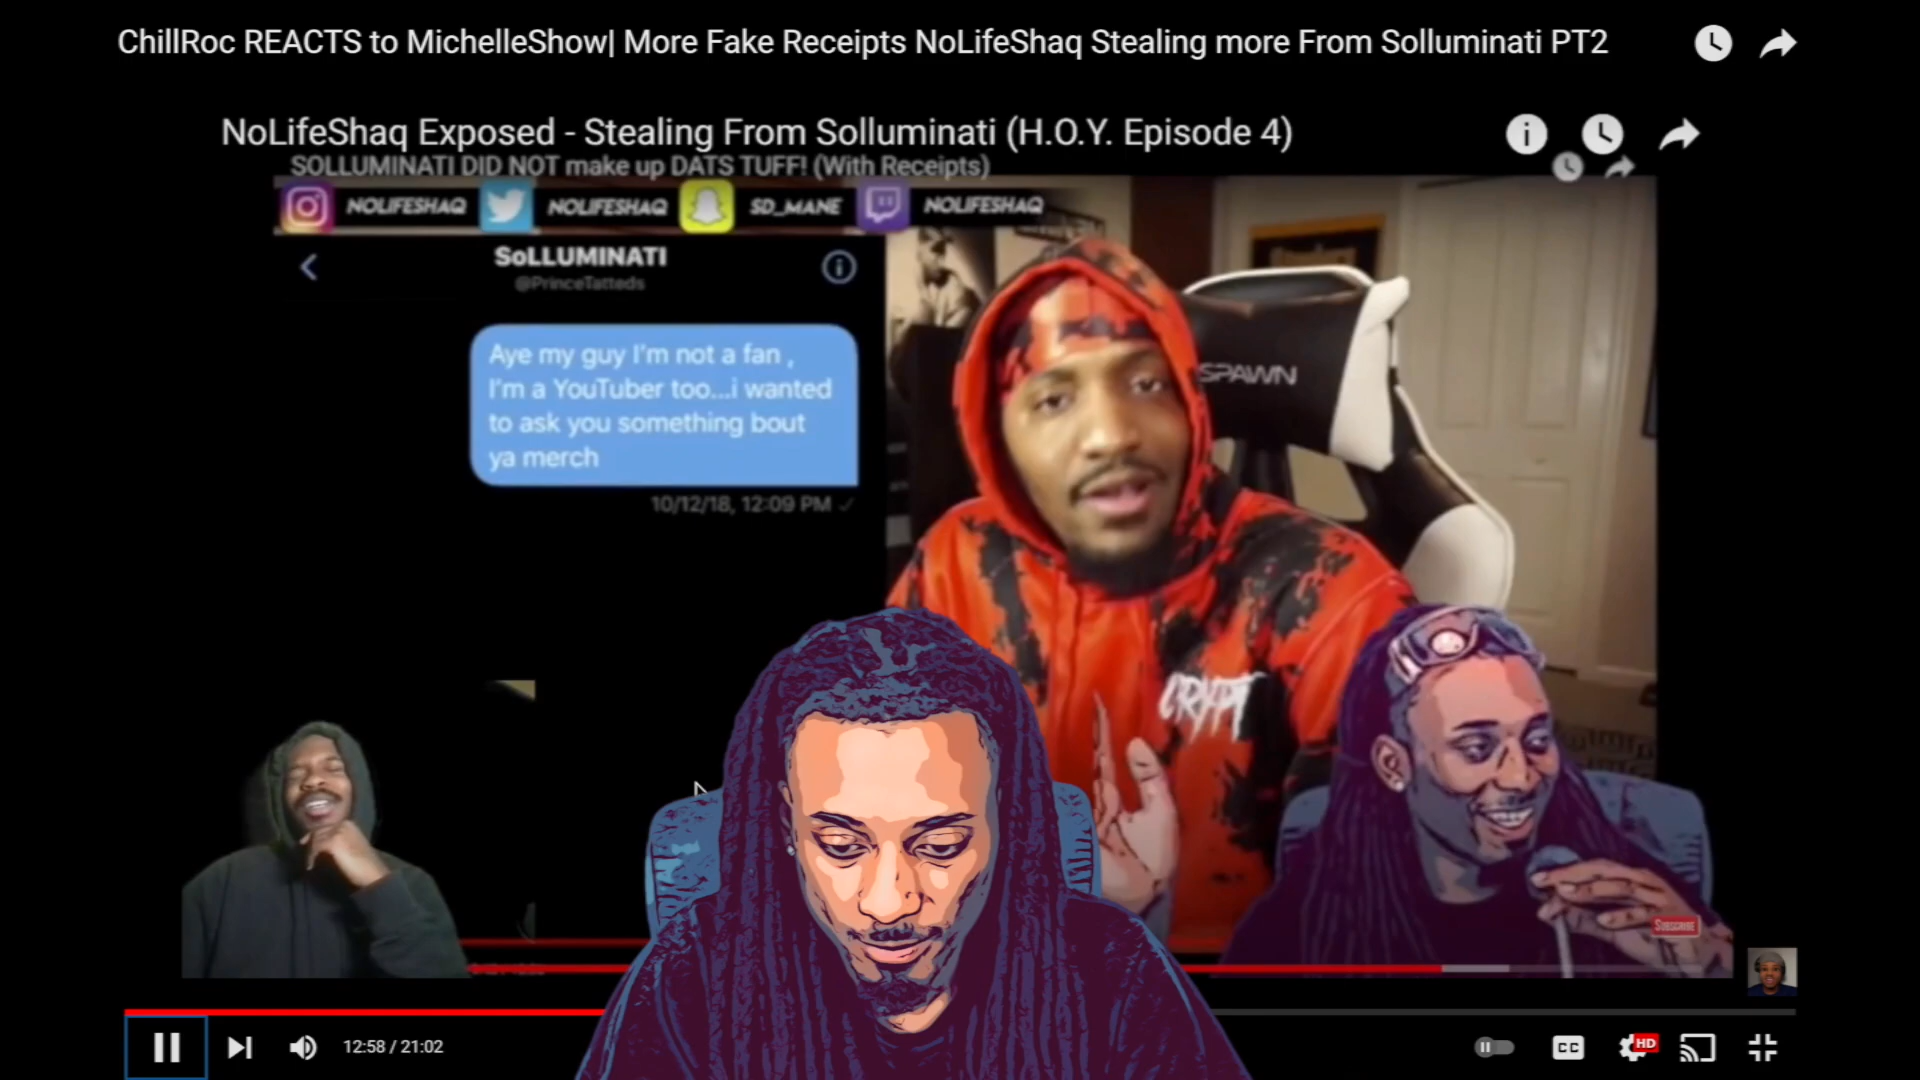 ChillRoc REACTS to MichelleShow| More Fake Receipts NoLifeShaq Stealing more From Solluminati PT2
NoLifeShaq Exposed - Stealing From Solluminati (H.O.Y. Episode 4)
SOLLUMINATI DID NOT make up DATS TUFF! (With Receipts)
NOLIFESHAQ NOLIFESHAQ SD_MANE NOLIFESHAQ
SoLLUMINATI
@PrinceTatteds
Aye my guy I'm not a fan ,
I'm a YouTuber too...i wanted
to ask you something bout
ya merch
10/12/18, 12:09 PM
SPAWN
CRYPT
SUBSCRIBE
12:58 / 21:02
CC
HD